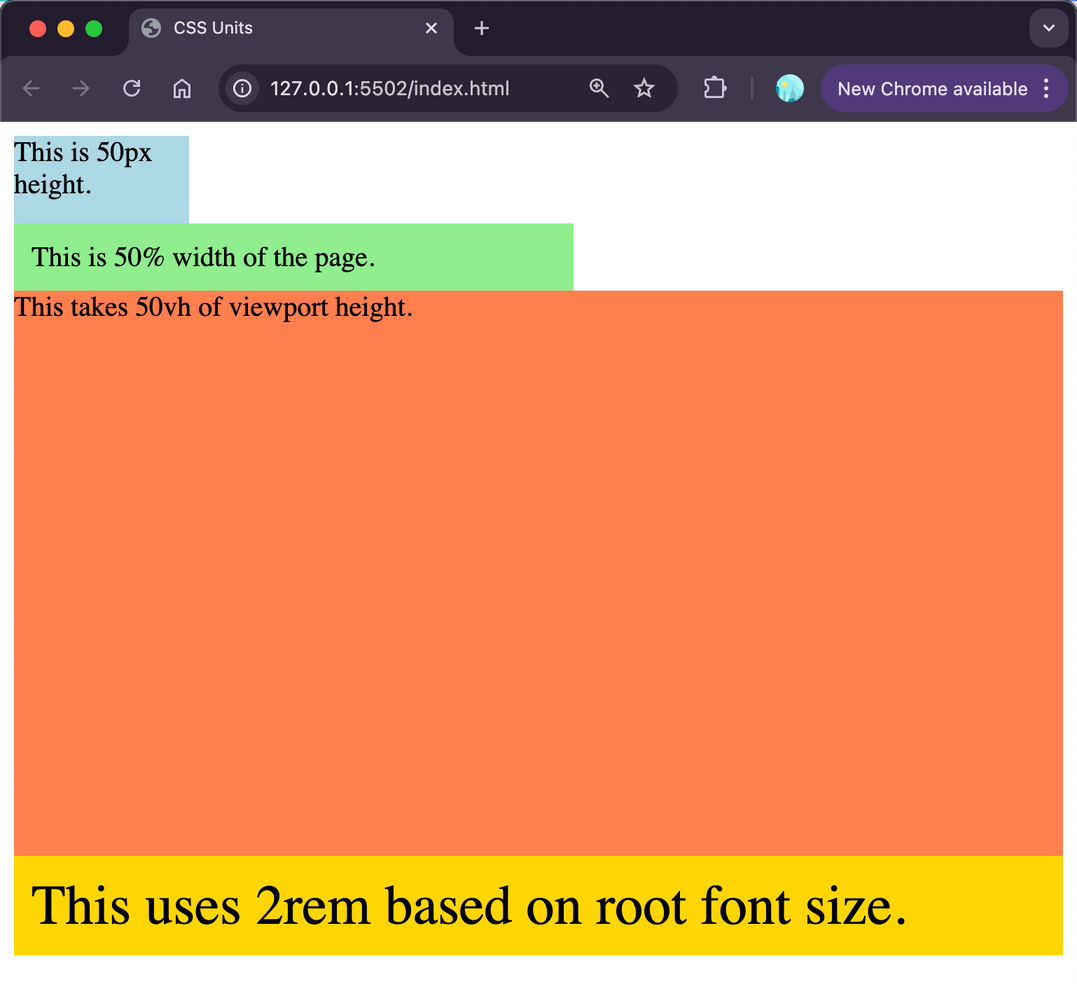 CSS Units
127.0.0.1:5502/index.html
New Chrome available
This is 50px
height.
This is 50% width of the page.
This takes 50vh of viewport height.
This uses 2rem based on root font size.